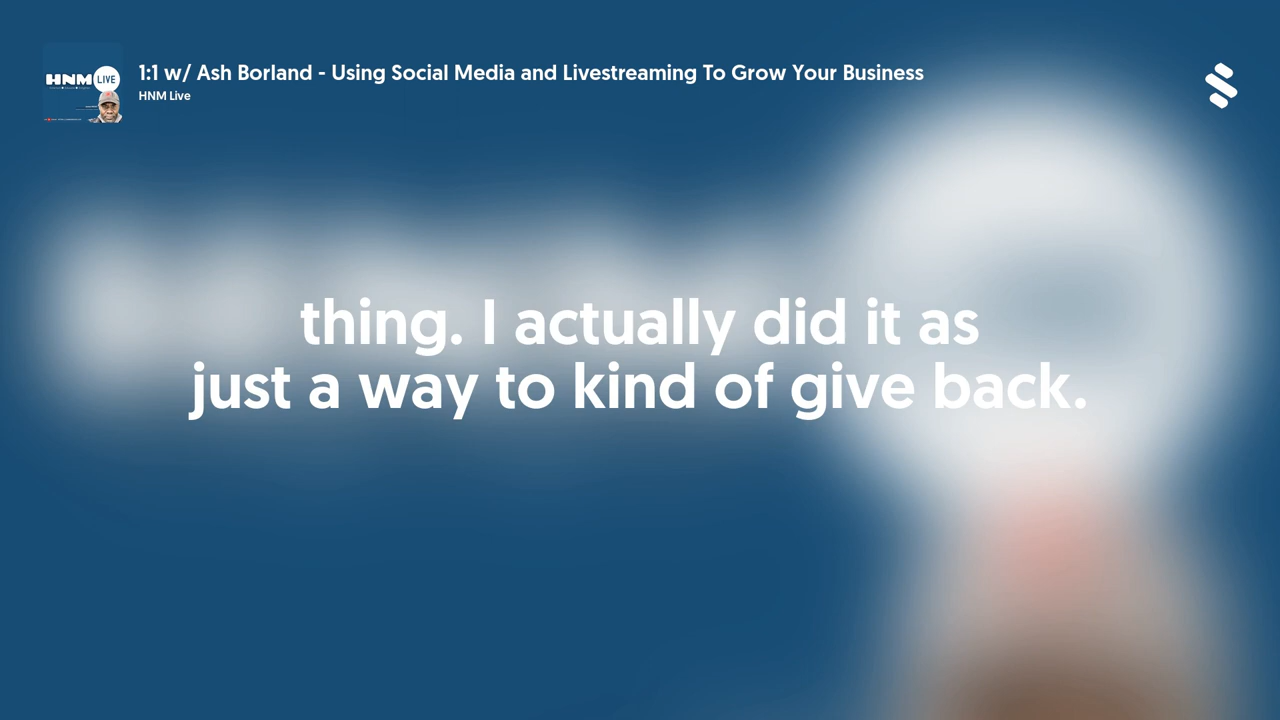 HNM LIVE
1:1 w/ Ash Borland - Using Social Media and Livestreaming To Grow Your Business
HNM Live
thing. I actually did it as
just a way to kind of give back.